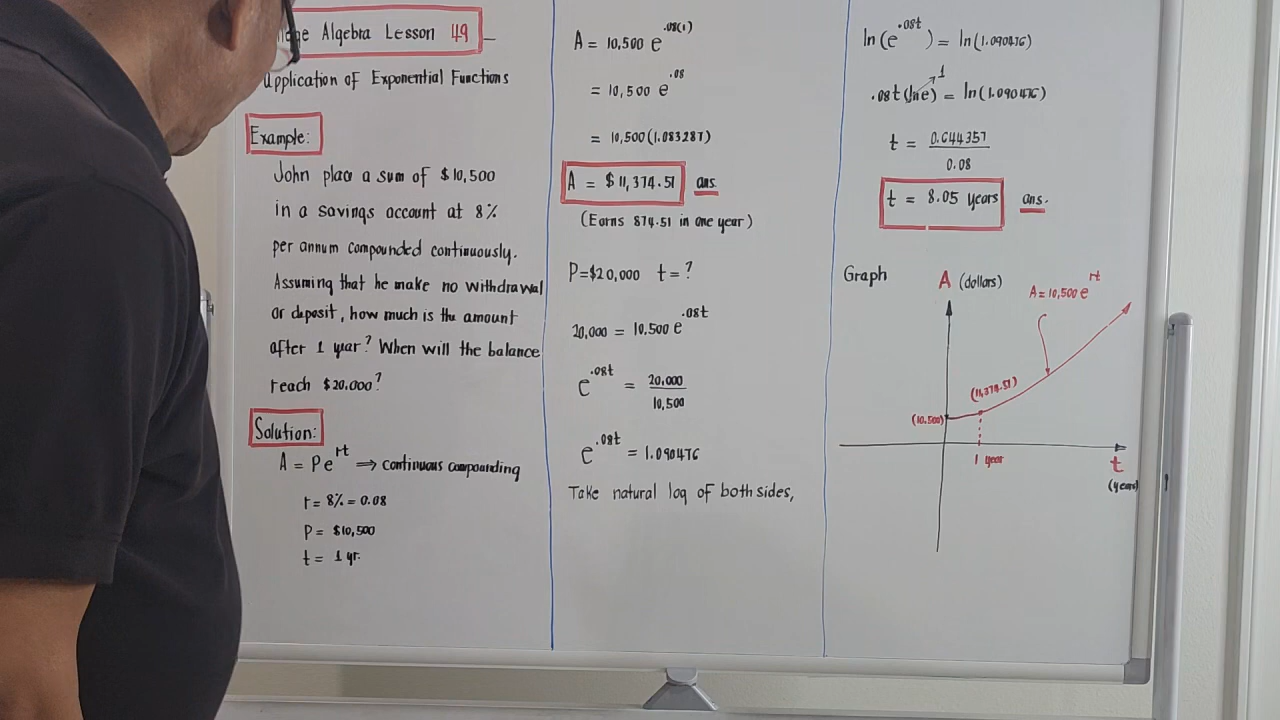 Algebra Lesson 49
Application of Exponential Functions
Example:
John place a sum of $10,500
in a savings account at 8%
per annum compounded continuously.
Assuming that he make no withdrawal
or deposit, how much is the amount
after 1 year? When will the balance
reach $20,000?
Solution:
A = Pe^rt ⇒ continuous compounding
r = 8% = 0.08
P = $10,500
t = 1 yr.
A = 10,500 e^.08(1)
= 10,500 e^.08
= 10,500(1.083287)
A = $11,374.51 ans.
(Earns 874.51 in one year)
P=$20,000 t=?
20,000 = 10,500 e^.08t
e^.08t = 20,000/10,500
e^.08t = 1.090476
Take natural log of both sides,
ln(e^.08t) = ln(1.090476)
.08t(ln e)^1 = ln(1.090476)
t = 0.644357/0.08
t = 8.05 years ans.
Graph
A (dollars)
A=10,500 e^rt
(11,374.51)
(10,500)
1 year
t
(years)